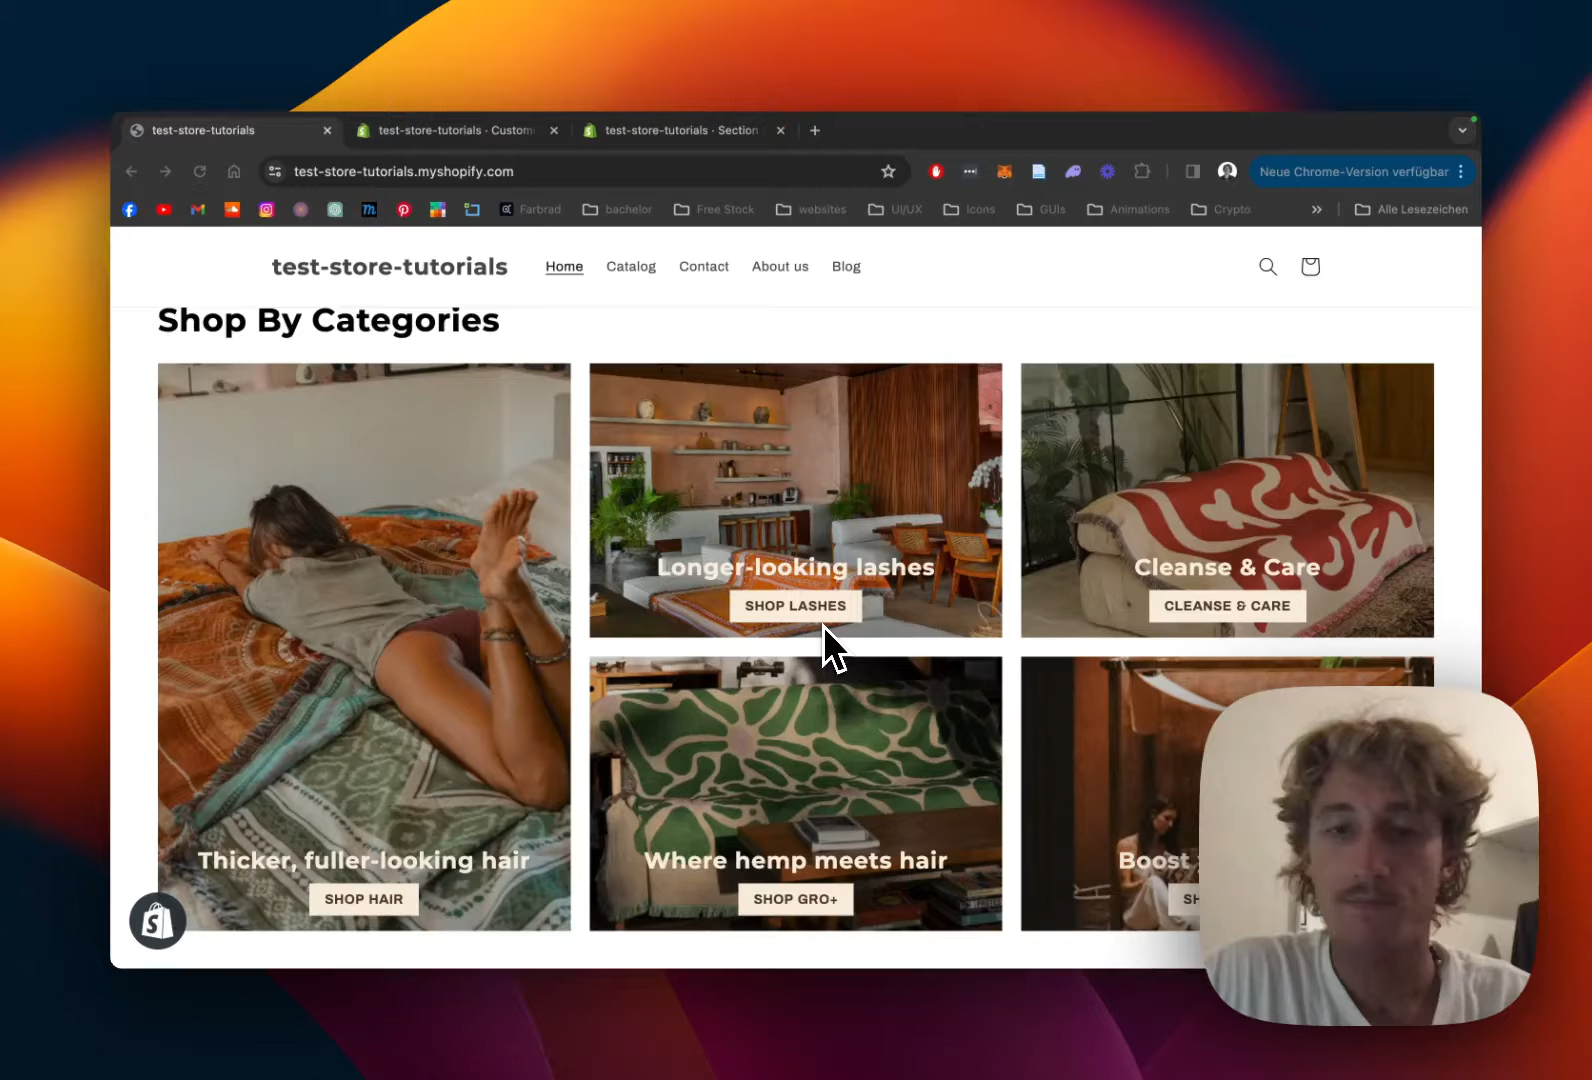 test-store-tutorials
test-store-tutorials · Custom
test-store-tutorials · Section
test-store-tutorials.myshopify.com
Neue Chrome-Version verfügbar
Farbrad
bachelor
Free Stock
websites
UI/UX
Icons
GUIs
Animations
Crypto
Alle Lesezeichen
test-store-tutorials
Home
Catalog
Contact
About us
Blog
Shop By Categories
Longer-looking lashes
SHOP LASHES
Cleanse & Care
CLEANSE & CARE
Thicker, fuller-looking hair
SHOP HAIR
Where hemp meets hair
SHOP GRO+
Boost
SH